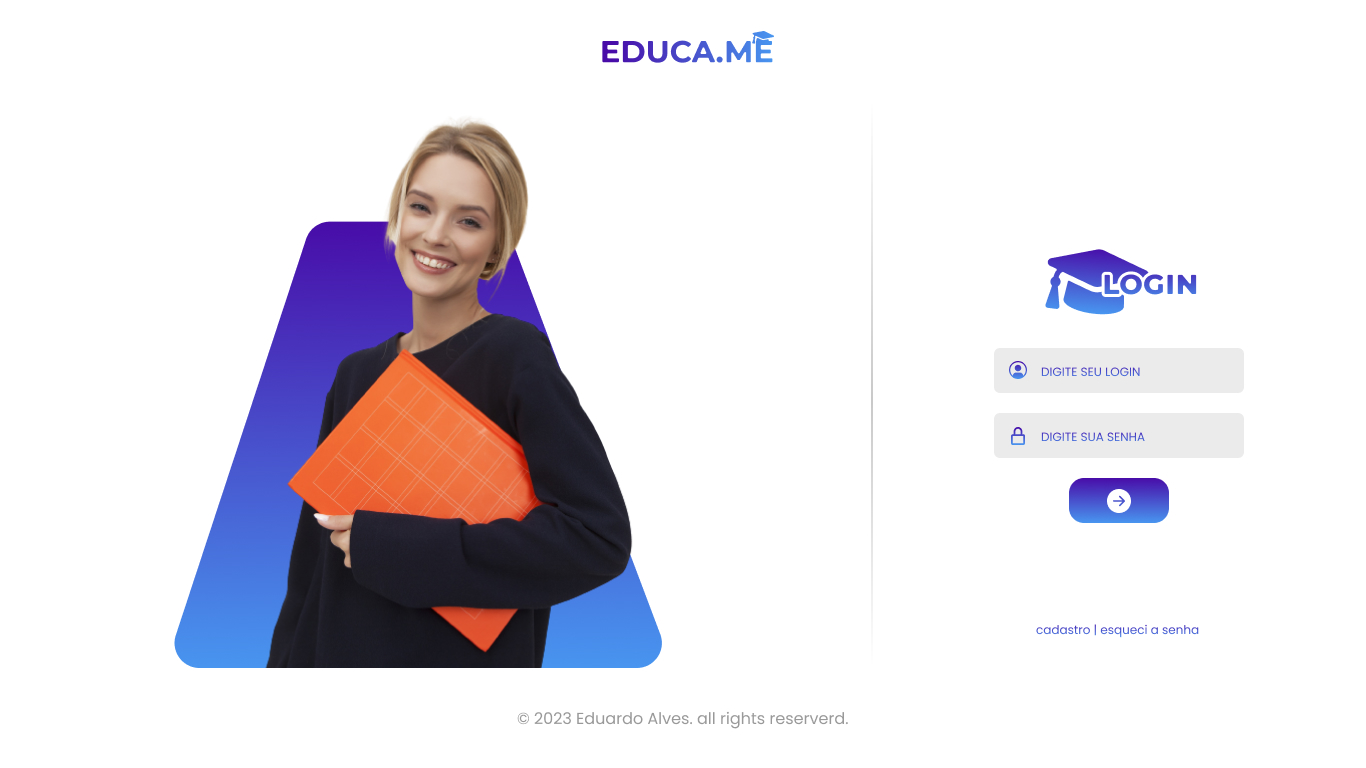 EDUCA.ME
LOGIN
DIGITE SEU LOGIN
DIGITE SUA SENHA
cadastro | esqueci a senha
© 2023 Eduardo Alves. all rights reserverd.